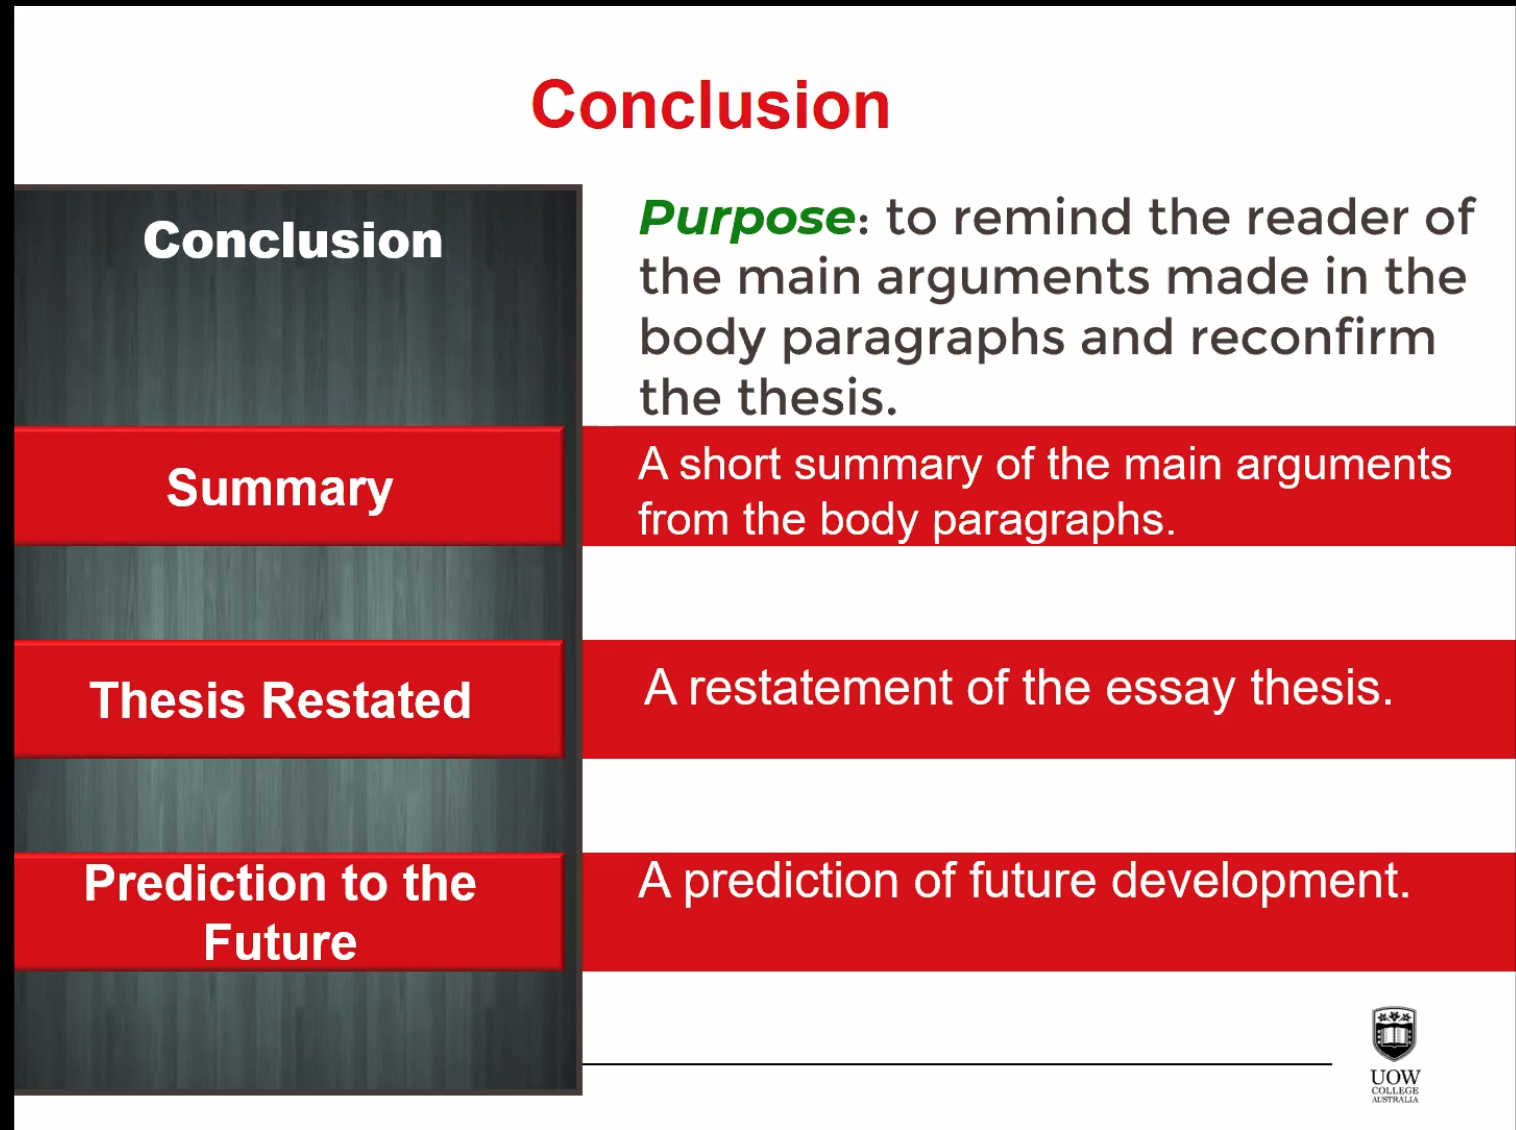 Conclusion
Conclusion
Purpose: to remind the reader of
the main arguments made in the
body paragraphs and reconfirm
the thesis.
Summary
A short summary of the main arguments
from the body paragraphs.
Thesis Restated
A restatement of the essay thesis.
Prediction to the
Future
A prediction of future development.
UOW
COLLEGE
AUSTRALIA